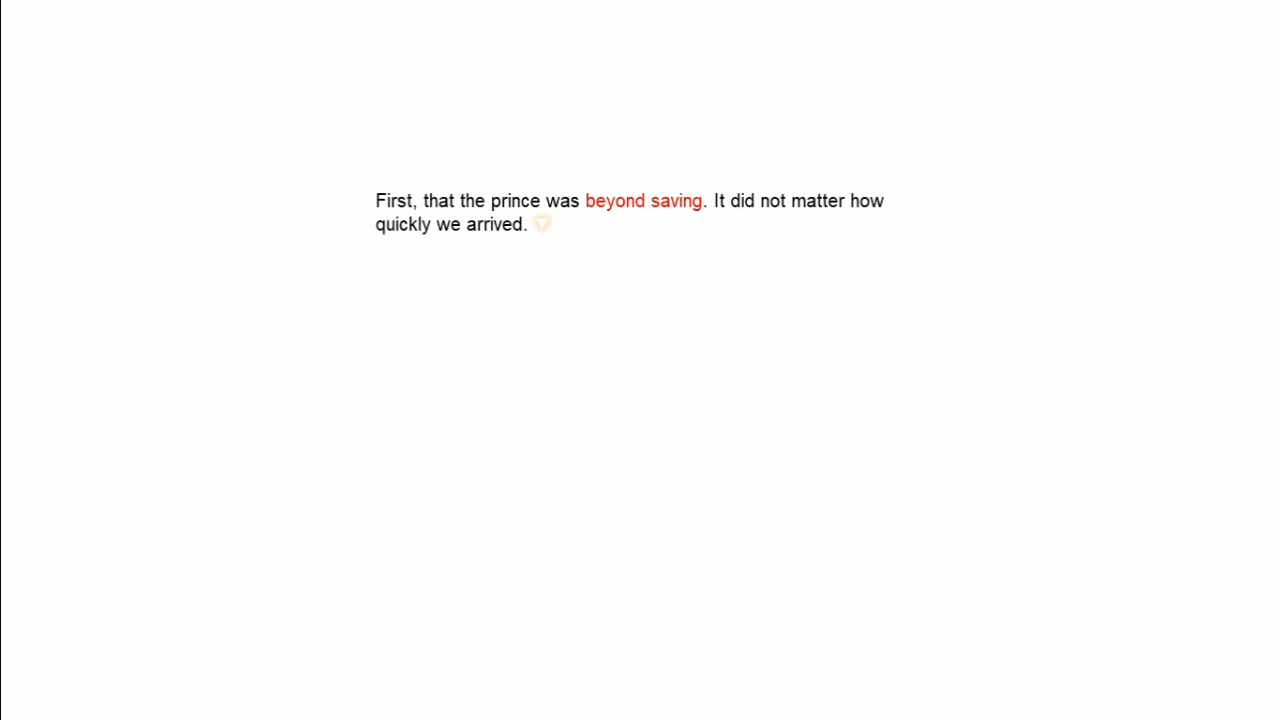 First, that the prince was beyond saving. It did not matter how
quickly we arrived.